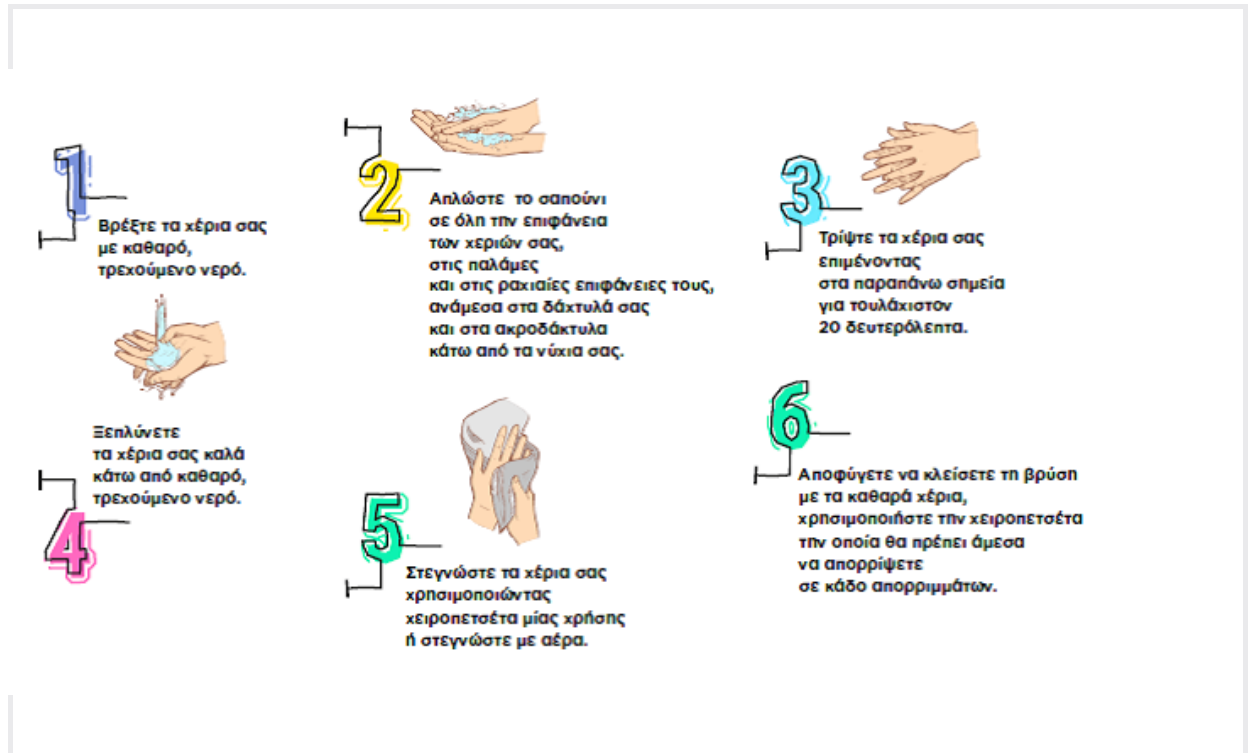 1
Βρέξτε τα χέρια σας
με καθαρό,
τρεχούμενο νερό.
2
Απλώστε το σαπούνι
σε όλη την επιφάνεια
των χεριών σας,
στις παλάμες
και στις ραχιαίες επιφάνειες τους,
ανάμεσα στα δάχτυλά σας
και στα ακροδάκτυλα
κάτω από τα νύχια σας.
3
Τρίψτε τα χέρια σας
επιμένοντας
στα παραπάνω σημεία
για τουλάχιστον
20 δευτερόλεπτα.
4
Ξεπλύνετε
τα χέρια σας καλά
κάτω από καθαρό,
τρεχούμενο νερό.
5
Στεγνώστε τα χέρια σας
χρησιμοποιώντας
χειροπετσέτα μίας χρήσης
ή στεγνώστε με αέρα.
6
Αποφύγετε να κλείσετε τη βρύση
με τα καθαρά χέρια,
χρησιμοποιήστε την χειροπετσέτα
την οποία θα πρέπει άμεσα
να απορρίψετε
σε κάδο απορριμμάτων.